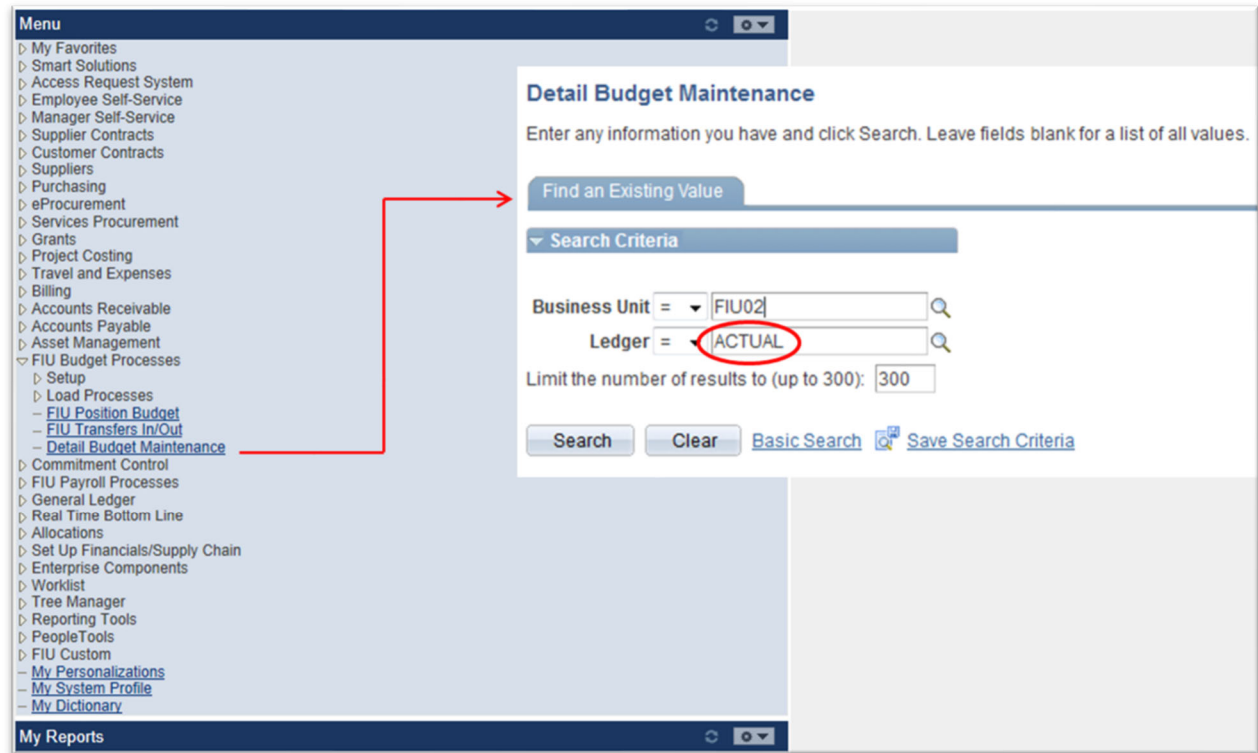 Menu
My Favorites
Smart Solutions
Access Request System
Employee Self-Service
Manager Self-Service
Supplier Contracts
Customer Contracts
Suppliers
Purchasing
eProcurement
Services Procurement
Grants
Project Costing
Travel and Expenses
Billing
Accounts Receivable
Accounts Payable
Asset Management
FIU Budget Processes
Setup
Load Processes
FIU Position Budget
FIU Transfers In/Out
Detail Budget Maintenance
Commitment Control
FIU Payroll Processes
General Ledger
Real Time Bottom Line
Allocations
Set Up Financials/Supply Chain
Enterprise Components
Worklist
Tree Manager
Reporting Tools
PeopleTools
FIU Custom
My Personalizations
My System Profile
My Dictionary
My Reports
Detail Budget Maintenance
Enter any information you have and click Search. Leave fields blank for a list of all values.
Find an Existing Value
Search Criteria
Business Unit = FIU02
Ledger = ACTUAL
Limit the number of results to (up to 300): 300
Search Clear Basic Search Save Search Criteria